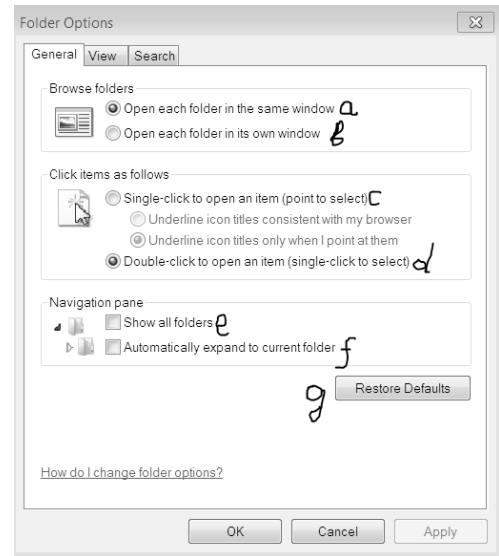 Folder Options
General View Search
Browse folders
Open each folder in the same window a
Open each folder in its own window b
Click items as follows
Single-click to open an item (point to select) c
Underline icon titles consistent with my browser
Underline icon titles only when I point at them
Double-click to open an item (single-click to select) d
Navigation pane
Show all folders e
Automatically expand to current folder f
g Restore Defaults
How do I change folder options?
OK Cancel Apply